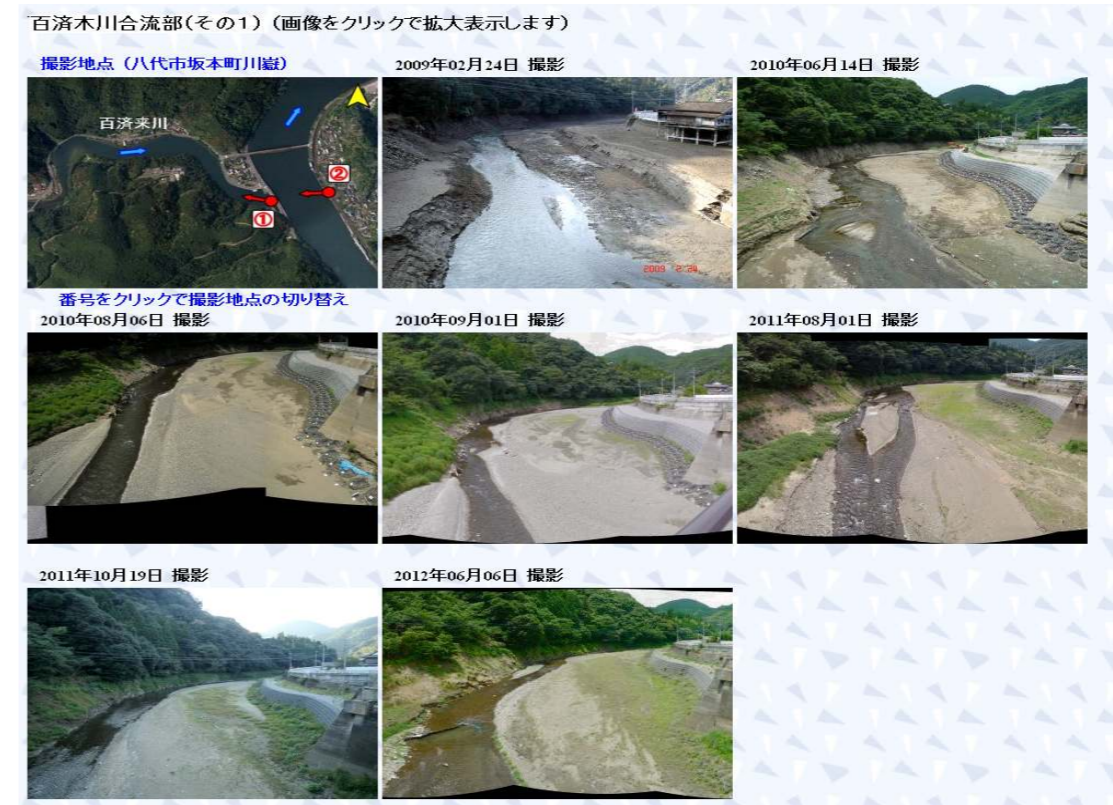 百済木川合流部(その1) (画像をクリックで拡大表示します)
撮影地点 (八代市坂本町川嶽)
2009年02月24日 撮影
2010年06月14日 撮影
百済来川
②
①
2009 2.24
番号をクリックで撮影地点の切り替え
2010年08月06日 撮影
2010年09月01日 撮影
2011年08月01日 撮影
2011年10月19日 撮影
2012年06月06日 撮影